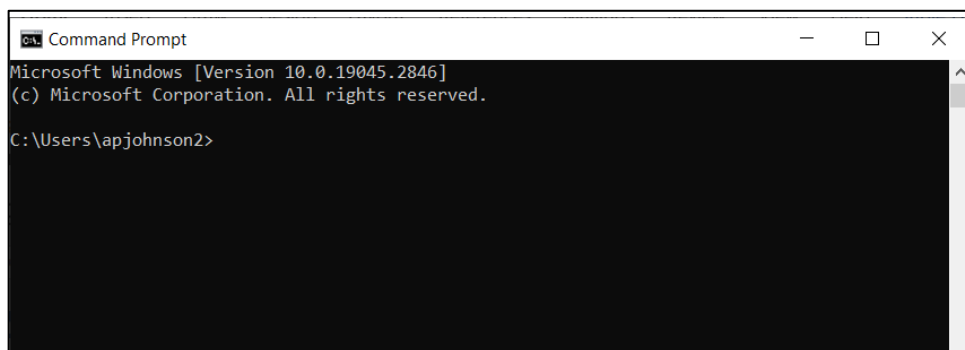 Command Prompt
Microsoft Windows [Version 10.0.19045.2846]
(c) Microsoft Corporation. All rights reserved.
C:\Users\apjohnson2>